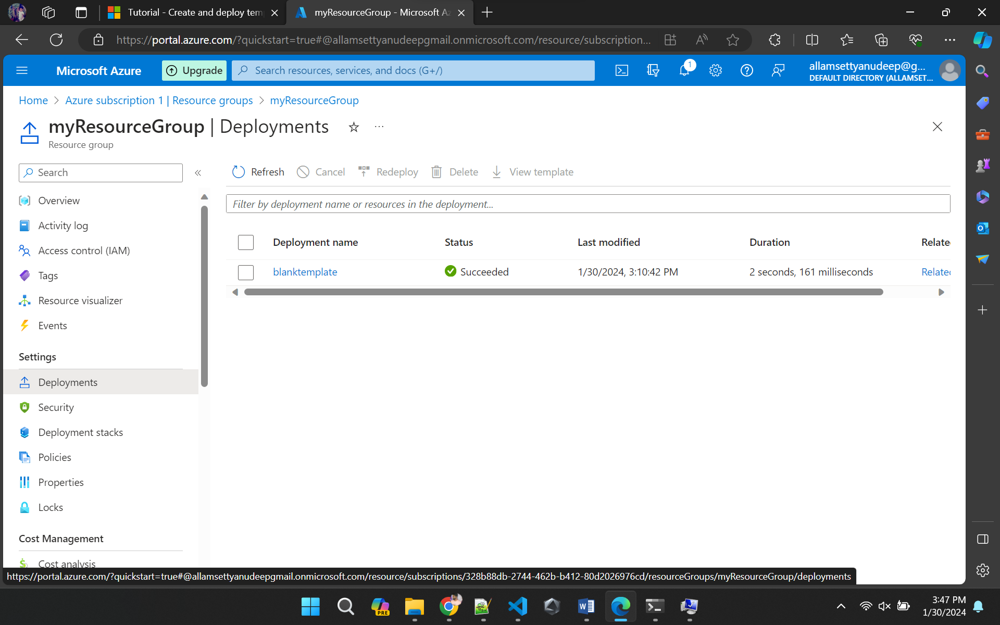 Tutorial - Create and deploy tem
myResourceGroup - Microsoft Az
https://portal.azure.com/?quickstart=true#@allamsettyanudeepgmail.onmicrosoft.com/resource/subscription...
Microsoft Azure
Upgrade
Search resources, services, and docs (G+/)
1
allamsettyanudeep@g...
DEFAULT DIRECTORY (ALLAMSET...
Home > Azure subscription 1 | Resource groups > myResourceGroup
myResourceGroup | Deployments
...
Resource group
Search
«
Refresh
Cancel
Redeploy
Delete
View template
Filter by deployment name or resources in the deployment...
Deployment name
Status
Last modified
Duration
Relate
blanktemplate
Succeeded
1/30/2024, 3:10:42 PM
2 seconds, 161 milliseconds
Related
Overview
Activity log
Access control (IAM)
Tags
Resource visualizer
Events
Settings
Deployments
Security
Deployment stacks
Policies
Properties
Locks
Cost Management
Cost analysis
https://portal.azure.com/?quickstart=true#@allamsettyanudeepgmail.onmicrosoft.com/resource/subscriptions/328b88db-2744-462b-b412-80d2026976cd/resourceGroups/myResourceGroup/deployments
PRE
3:47 PM
1/30/2024